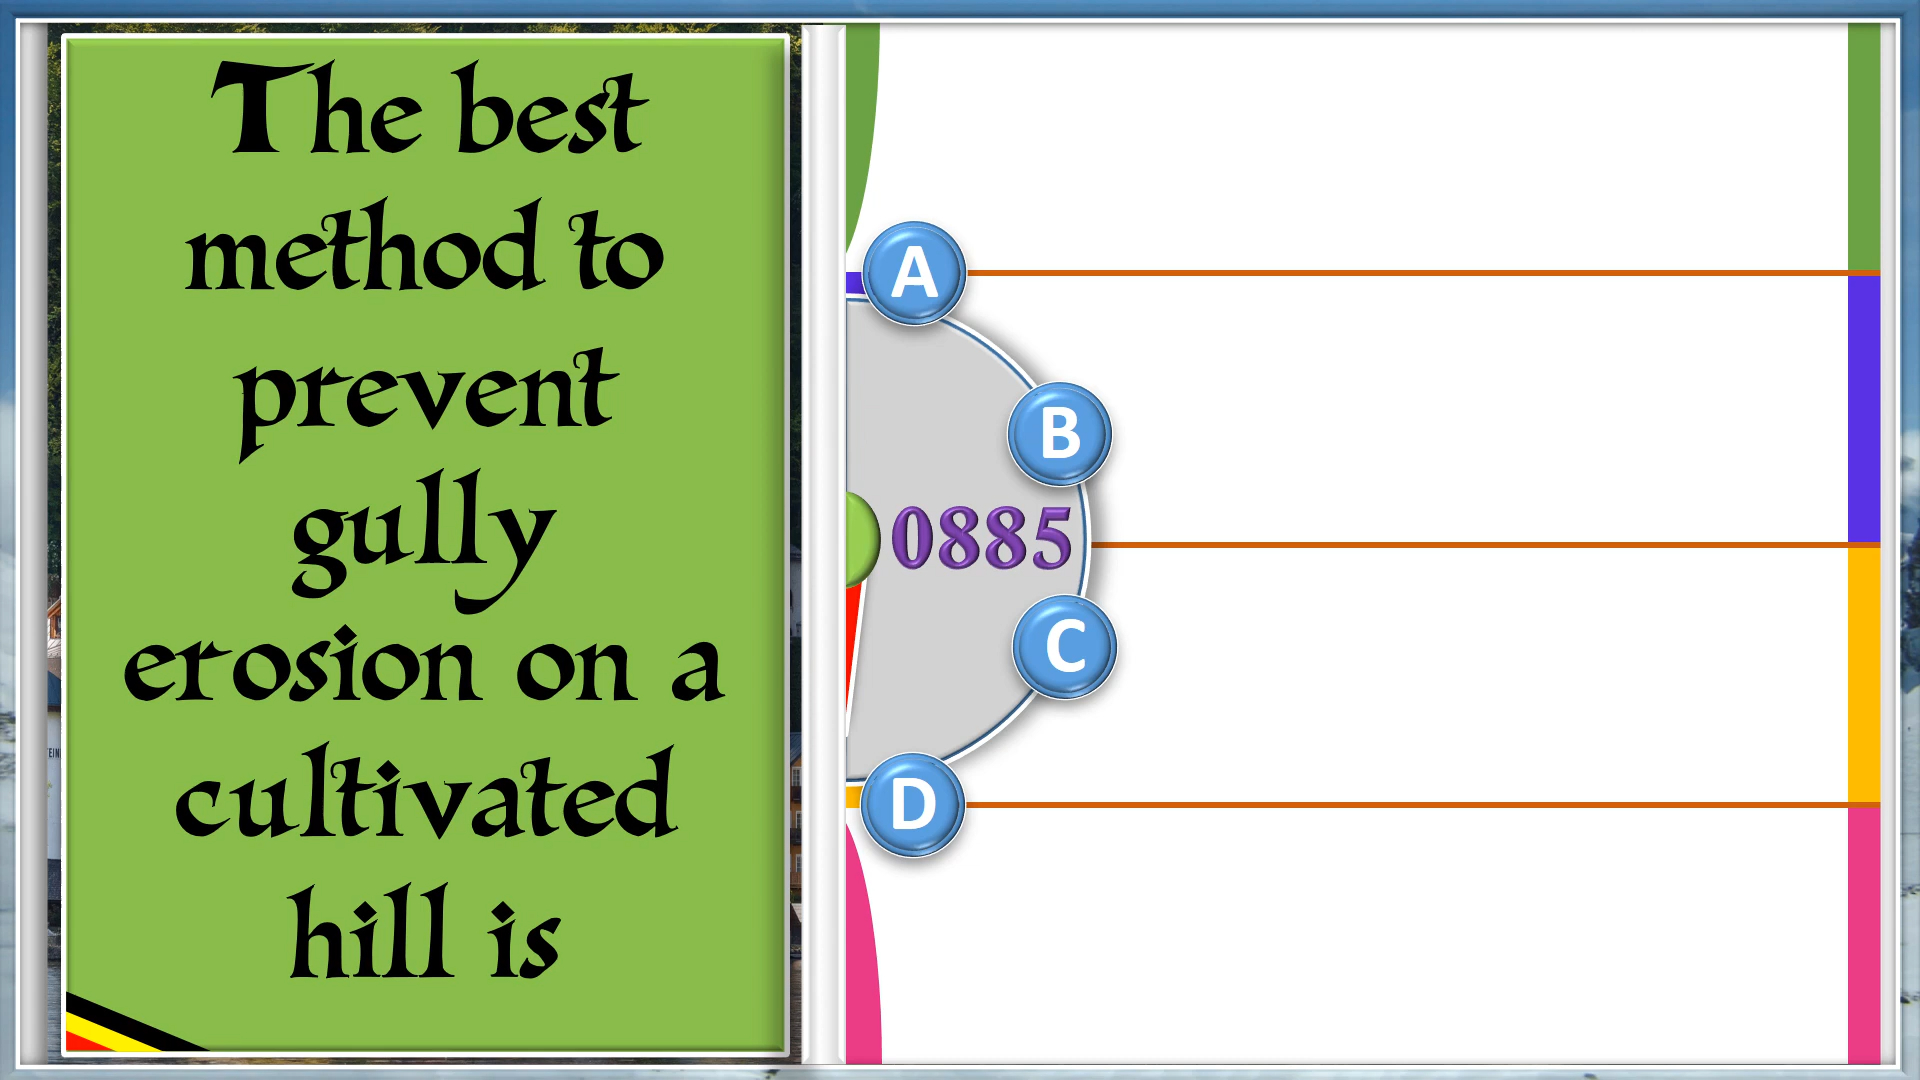 The best
method to
prevent
gully
erosion on a
cultivated
hill is
A
B
0885
C
D